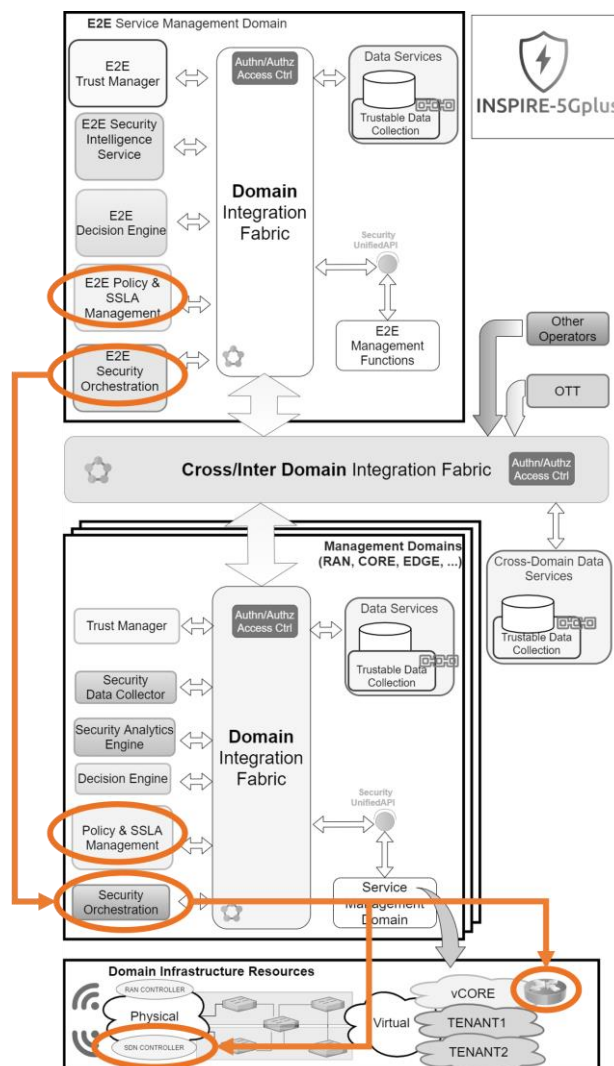 E2E Service Management Domain
E2E
Trust Manager
Authn/Authz
Access Ctrl
Data Services
Trustable Data
Collection
INSPIRE-5Gplus
E2E Security
Intelligence
Service
Domain
Integration
Fabric
E2E
Decision Engine
Security
UnifiedAPI
E2E Policy &
SSLA
Management
E2E
Management
Functions
E2E
Security
Orchestration
Other
Operators
OTT
Cross/Inter Domain Integration Fabric
Authn/Authz
Access Ctrl
Management Domains
(RAN, CORE, EDGE, ...)
Cross-Domain Data
Services
Trustable Data
Collection
Trust Manager
Authn/Authz
Access Ctrl
Data Services
Trustable Data
Collection
Security
Data Collector
Security Analytics
Engine
Domain
Integration
Fabric
Decision Engine
Security
UnifiedAPI
Policy & SSLA
Management
Security
Orchestration
Service
Management
Domain
Domain Infrastructure Resources
RAN CONTROLLER
Physical
SDN CONTROLLER
Virtual
vCORE
TENANT1
TENANT2